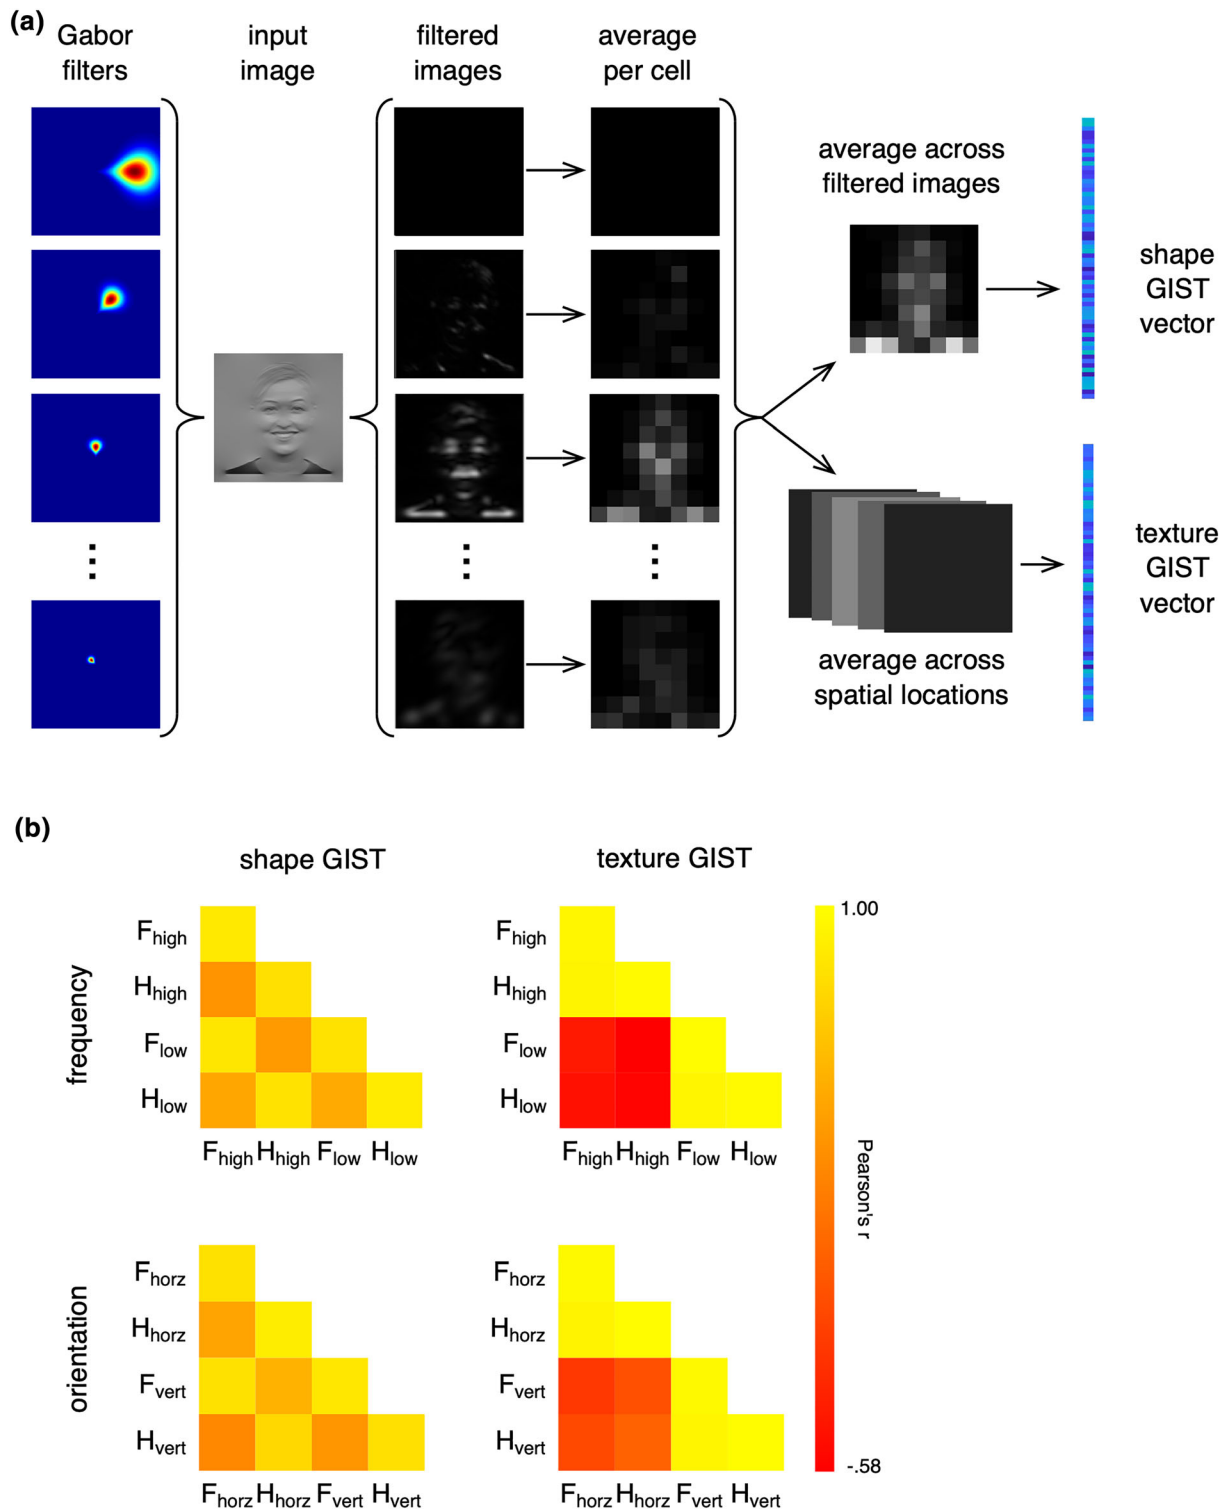 (a)
Gabor
filters
input
image
filtered
images
average
per cell
average across
filtered images
shape
GIST
vector
texture
GIST
vector
average across
spatial locations
(b)
shape GIST
texture GIST
frequency
Fhigh
Hhigh
Flow
Hlow
Fhigh Hhigh Flow Hlow
Fhigh
Hhigh
Flow
Hlow
Fhigh Hhigh Flow Hlow
1.00
Pearson's r
-.58
orientation
Fhorz
Hhorz
Fvert
Hvert
Fhorz Hhorz Fvert Hvert
Fhorz
Hhorz
Fvert
Hvert
Fhorz Hhorz Fvert Hvert